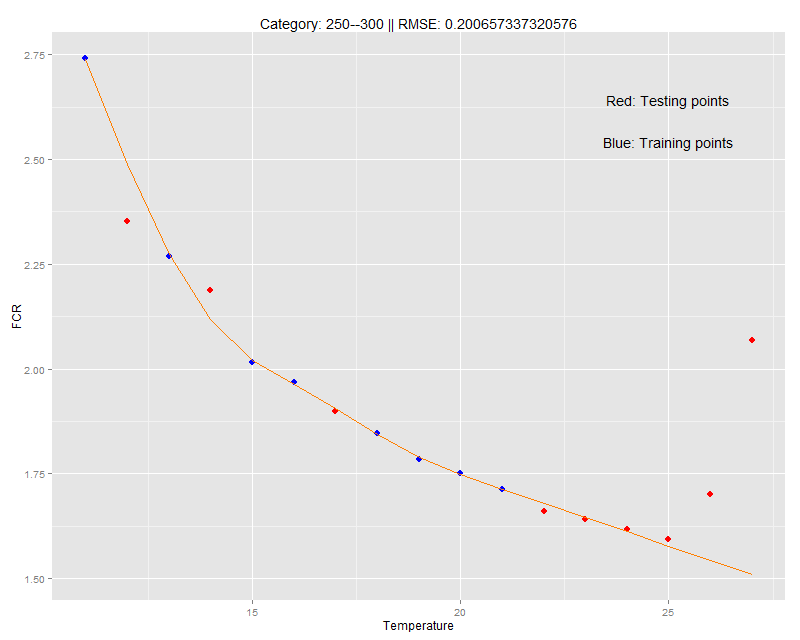 Category: 250--300 || RMSE: 0.200657337320576
2.75
Red: Testing points
Blue: Training points
2.50
2.25
FCR
2.00
1.75
1.50
15
20
25
Temperature